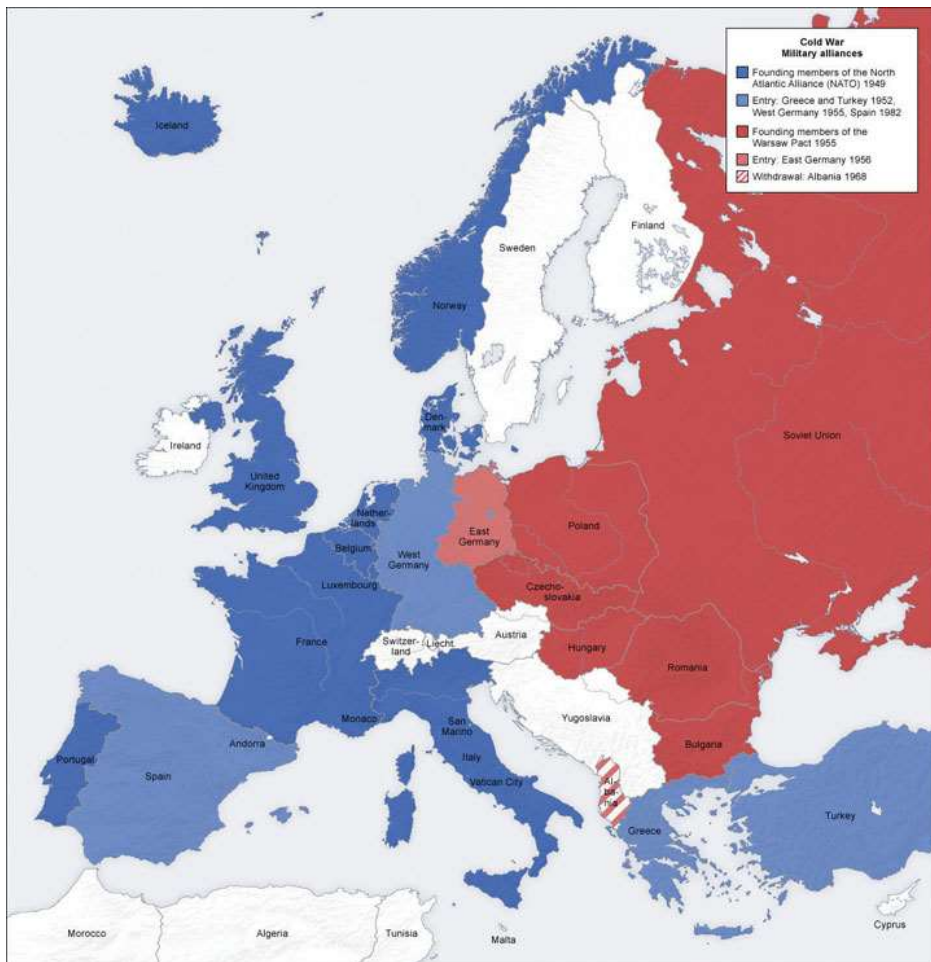 Cold War
Military alliances
Founding members of the North
Atlantic Alliance (NATO) 1949
Entry: Greece and Turkey 1952,
West Germany 1955, Spain 1982
Founding members of the
Warsaw Pact 1955
Entry: East Germany 1956
Withdrawal: Albania 1968
Iceland
Sweden
Finland
Norway
Den-
mark
Soviet Union
Ireland
United
Kingdom
Nether-
lands
Belgium
Luxembourg
West
Germany
East
Germany
Poland
Czecho-
slovakia
France
Switzer-
land
Liecht.
Austria
Hungary
Romania
Monaco
San
Marino
Yugoslavia
Bulgaria
Andorra
Portugal
Spain
Italy
Vatican City
Al-
ba-
nia
Greece
Turkey
Morocco
Algeria
Tunisia
Malta
Cyprus